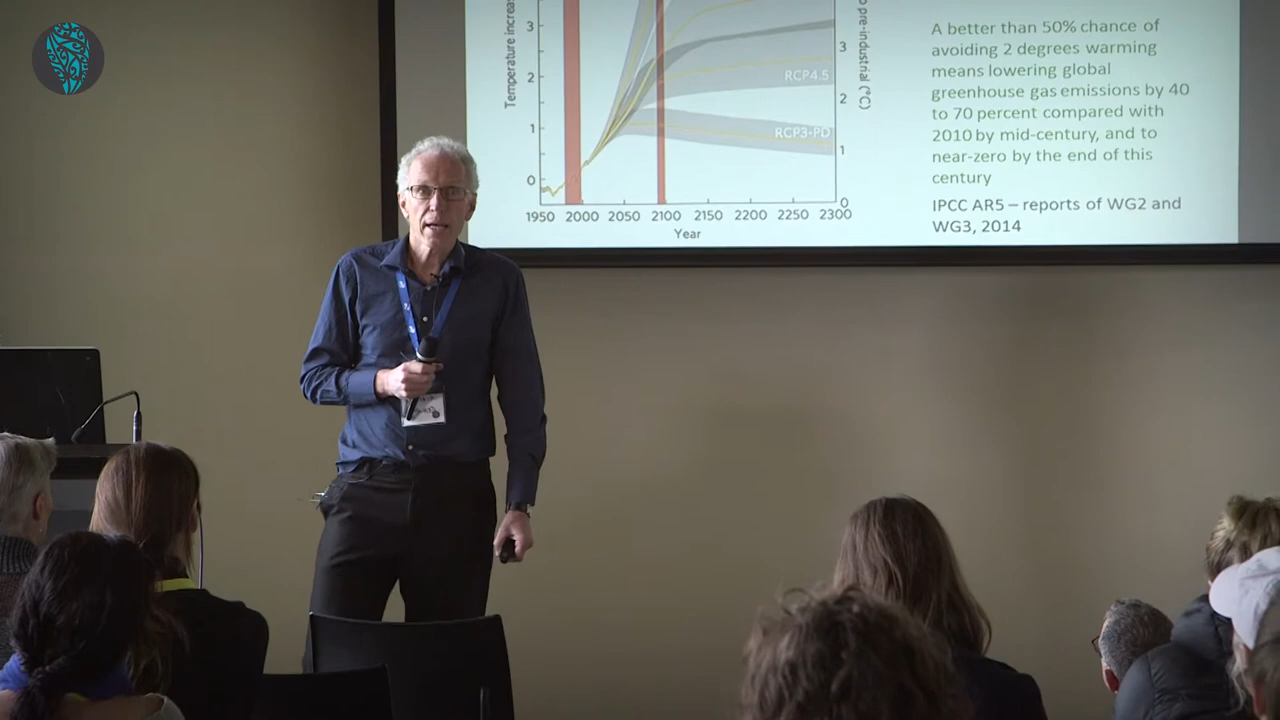 Temperature increas
3
2
1
0
1950 2000 2050 2100 2150 2200 2250 2300
Year
RCP4.5
RCP3-PD
3
2
1
0
o pre-industrial (°C)
A better than 50% chance of
avoiding 2 degrees warming
means lowering global
greenhouse gas emissions by 40
to 70 percent compared with
2010 by mid-century, and to
near-zero by the end of this
century
IPCC AR5 – reports of WG2 and
WG3, 2014